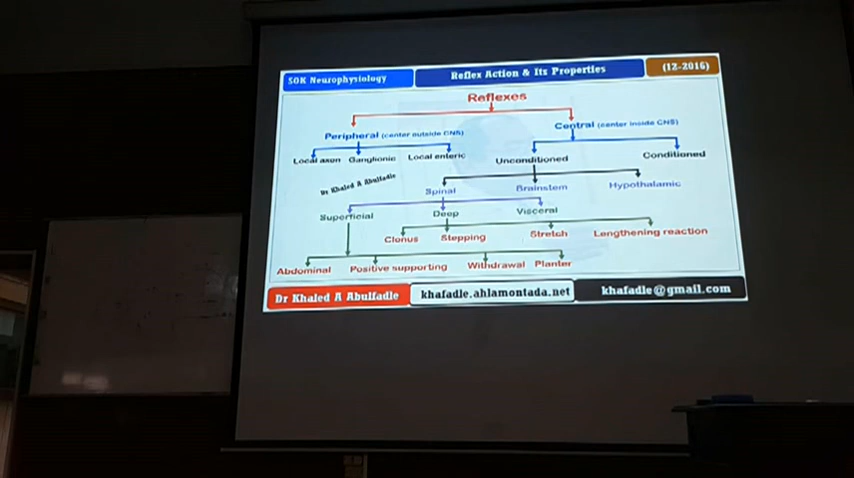 SOK Neurophysiology
Reflex Action & Its Properties
(12-2016)
Reflexes
Peripheral (center outside CNS)
Central (center inside CNS)
Local axon Ganglionic Local enteric
Unconditioned
Conditioned
Dr Khaled A Abulfadle
Spinal
Brainstem
Hypothalamic
Superficial
Deep
Visceral
Clonus Stepping Stretch Lengthening reaction
Abdominal Positive supporting Withdrawal Planter
Dr Khaled A Abulfadle
khafadle.ahlamontada.net
khafadle@gmail.com